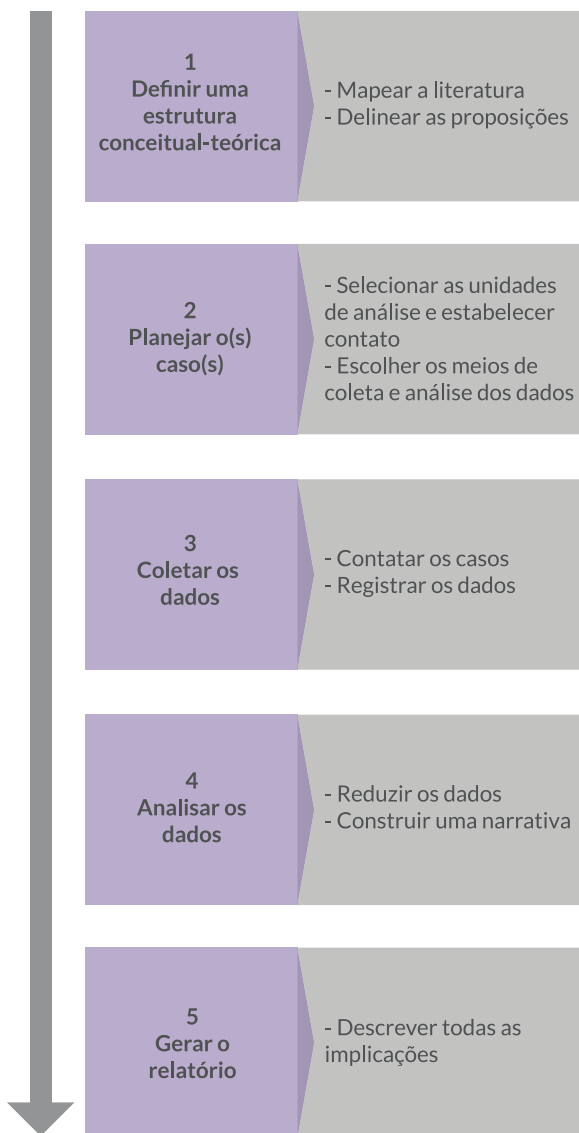 1
Definir uma
estrutura
conceitual-teórica
- Mapear a literatura
- Delinear as proposições
2
Planejar o(s)
caso(s)
- Selecionar as unidades
de análise e estabelecer
contato
- Escolher os meios de
coleta e análise dos dados
3
Coletar os
dados
- Contatar os casos
- Registrar os dados
4
Analisar os
dados
- Reduzir os dados
- Construir uma narrativa
5
Gerar o
relatório
- Descrever todas as
implicações